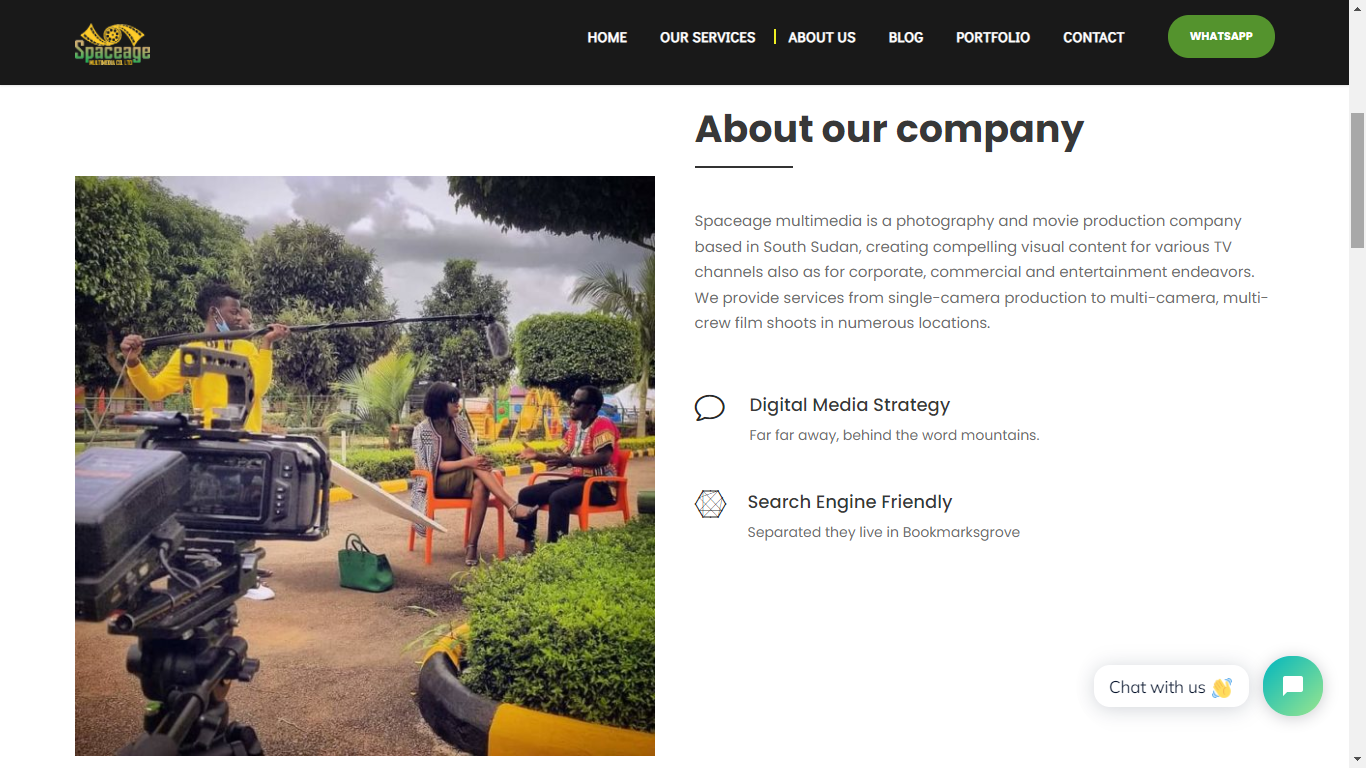 Spaceage
MULTIMEDIA CO. LTD
HOME OUR SERVICES ABOUT US BLOG PORTFOLIO CONTACT WHATSAPP
About our company
Spaceage multimedia is a photography and movie production company
based in South Sudan, creating compelling visual content for various TV
channels also as for corporate, commercial and entertainment endeavors.
We provide services from single-camera production to multi-camera, multi-
crew film shoots in numerous locations.
Digital Media Strategy
Far far away, behind the word mountains.
Search Engine Friendly
Separated they live in Bookmarksgrove
Chat with us 👋